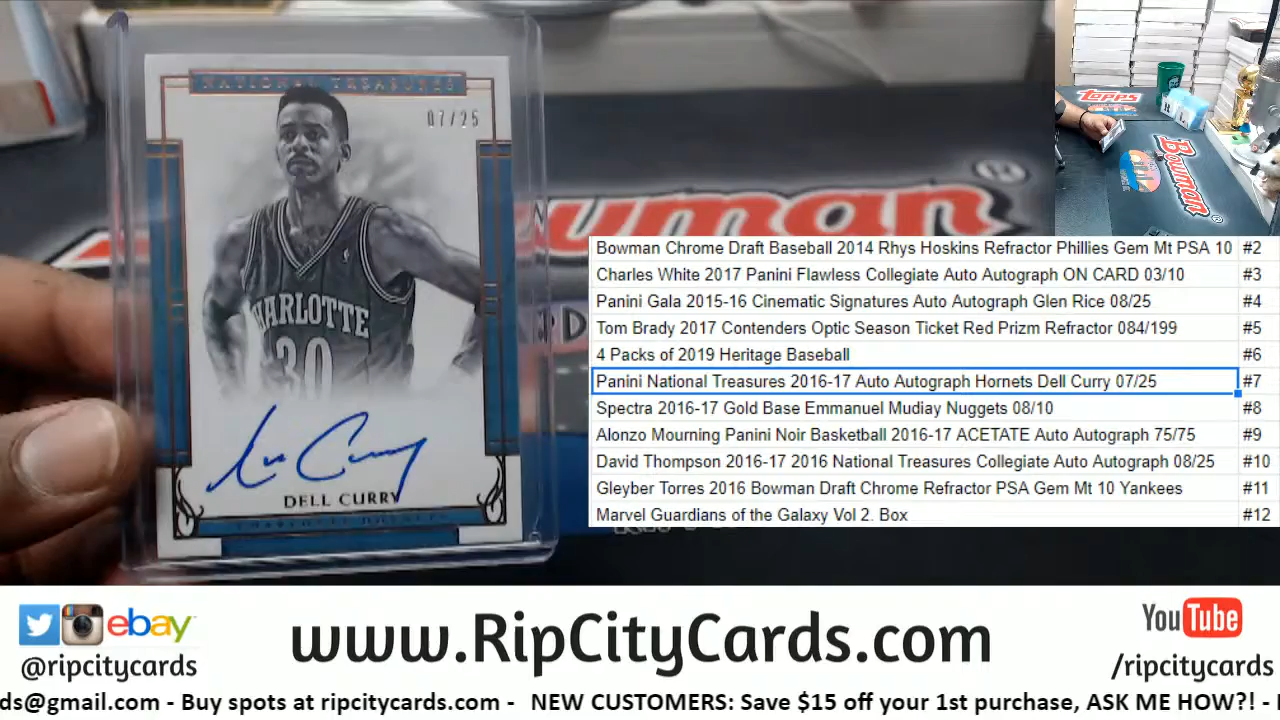 NATIONAL TREASURES
07/25
CHARLOTTE
30
DELL CURRY
CHARLOTTE HORNETS
®
Topps
Bowman
Bowman Chrome Draft Baseball 2014 Rhys Hoskins Refractor Phillies Gem Mt PSA 10 #2
Charles White 2017 Panini Flawless Collegiate Auto Autograph ON CARD 03/10 #3
Panini Gala 2015-16 Cinematic Signatures Auto Autograph Glen Rice 08/25 #4
Tom Brady 2017 Contenders Optic Season Ticket Red Prizm Refractor 084/199 #5
4 Packs of 2019 Heritage Baseball #6
Panini National Treasures 2016-17 Auto Autograph Hornets Dell Curry 07/25 #7
Spectra 2016-17 Gold Base Emmanuel Mudiay Nuggets 08/10 #8
Alonzo Mourning Panini Noir Basketball 2016-17 ACETATE Auto Autograph 75/75 #9
David Thompson 2016-17 2016 National Treasures Collegiate Auto Autograph 08/25 #10
Gleyber Torres 2016 Bowman Draft Chrome Refractor PSA Gem Mt 10 Yankees #11
Marvel Guardians of the Galaxy Vol 2. Box #12
ebay
@ripcitycards
www.RipCityCards.com
YouTube
/ripcitycards
ds@gmail.com - Buy spots at ripcitycards.com - NEW CUSTOMERS: Save $15 off your 1st purchase, ASK ME HOW?! -